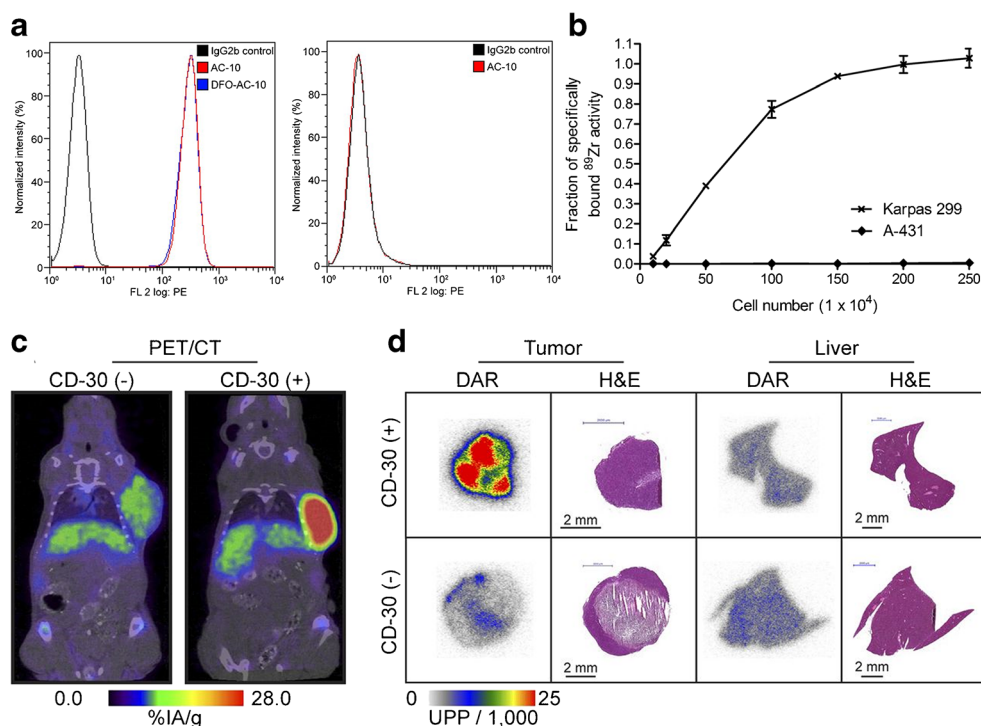 a
IgG2b control
AC-10
DFO-AC-10
Normalized intensity (%)
100
80
60
40
20
0
10⁰ 10¹ 10² 10³ 10⁴
FL 2 log: PE
IgG2b control
AC-10
Normalized intensity (%)
100
80
60
40
20
0
10⁰ 10¹ 10² 10³ 10⁴
FL 2 log: PE
b
Fraction of specifically
bound ⁸⁹Zr activity
1.1
1.0
0.9
0.8
0.7
0.6
0.5
0.4
0.3
0.2
0.1
0.0
0 50 100 150 200 250
Cell number (1 x 10⁴)
Karpas 299
A-431
c
PET/CT
CD-30 (-) CD-30 (+)
0.0 28.0
%IA/g
d
Tumor Liver
DAR H&E DAR H&E
CD-30 (+)
2 mm 2 mm
CD-30 (-)
2 mm 2 mm
0 25
UPP / 1,000